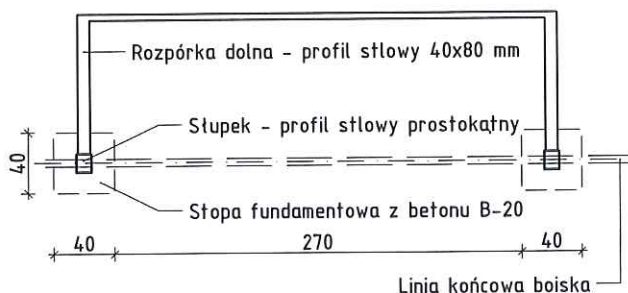 Rozpórka dolna - profil stlowy 40x80 mm
Słupek - profil stlowy prostokątny
40
Stopa fundamentowa z betonu B-20
40
270
40
Linia końcowa boiska